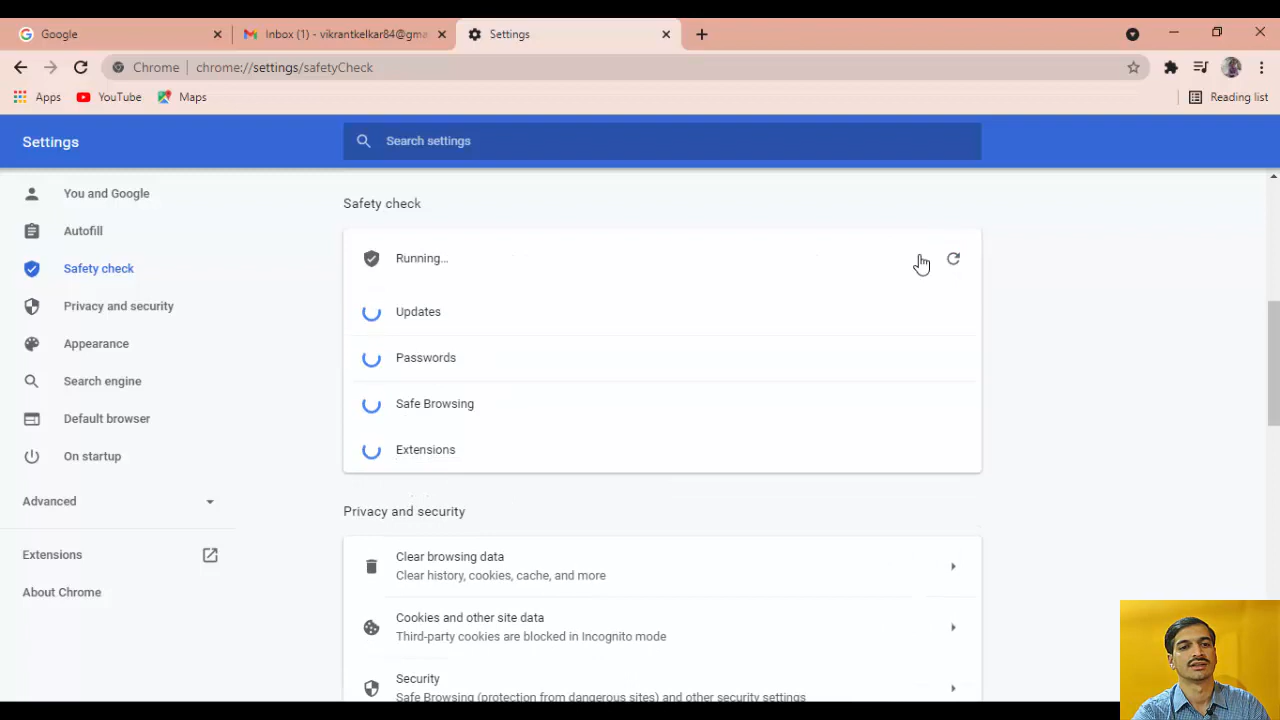 Google
Inbox (1) - vikrantkelkar84@gma
Settings
Chrome
chrome://settings/safetyCheck
Apps
YouTube
Maps
Reading list
Settings
Search settings
You and Google
Autofill
Safety check
Privacy and security
Appearance
Search engine
Default browser
On startup
Advanced
Extensions
About Chrome
Safety check
Running...
Updates
Passwords
Safe Browsing
Extensions
Privacy and security
Clear browsing data
Clear history, cookies, cache, and more
Cookies and other site data
Third-party cookies are blocked in Incognito mode
Security
Safe Browsing (protection from dangerous sites) and other security settings